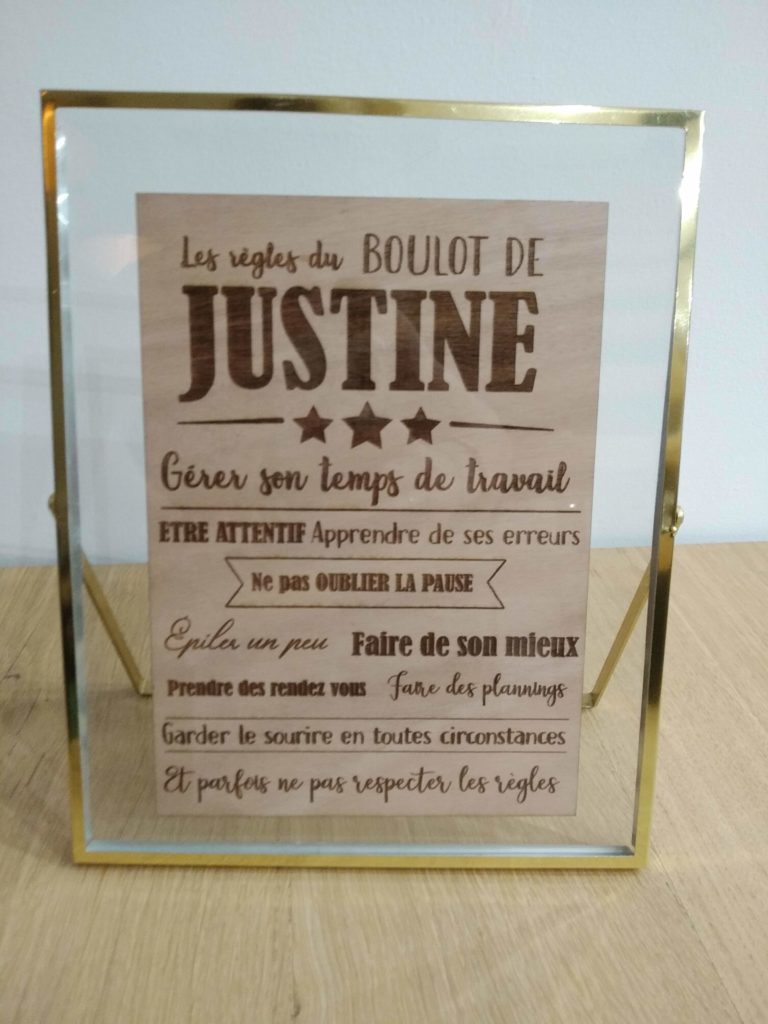 Les règles du BOULOT DE
JUSTINE
Gérer son temps de travail
ETRE ATTENTIF Apprendre de ses erreurs
Ne pas OUBLIER LA PAUSE
Epiler un peu Faire de son mieux
Prendre des rendez vous Faire des plannings
Garder le sourire en toutes circonstances
Et parfois ne pas respecter les règles